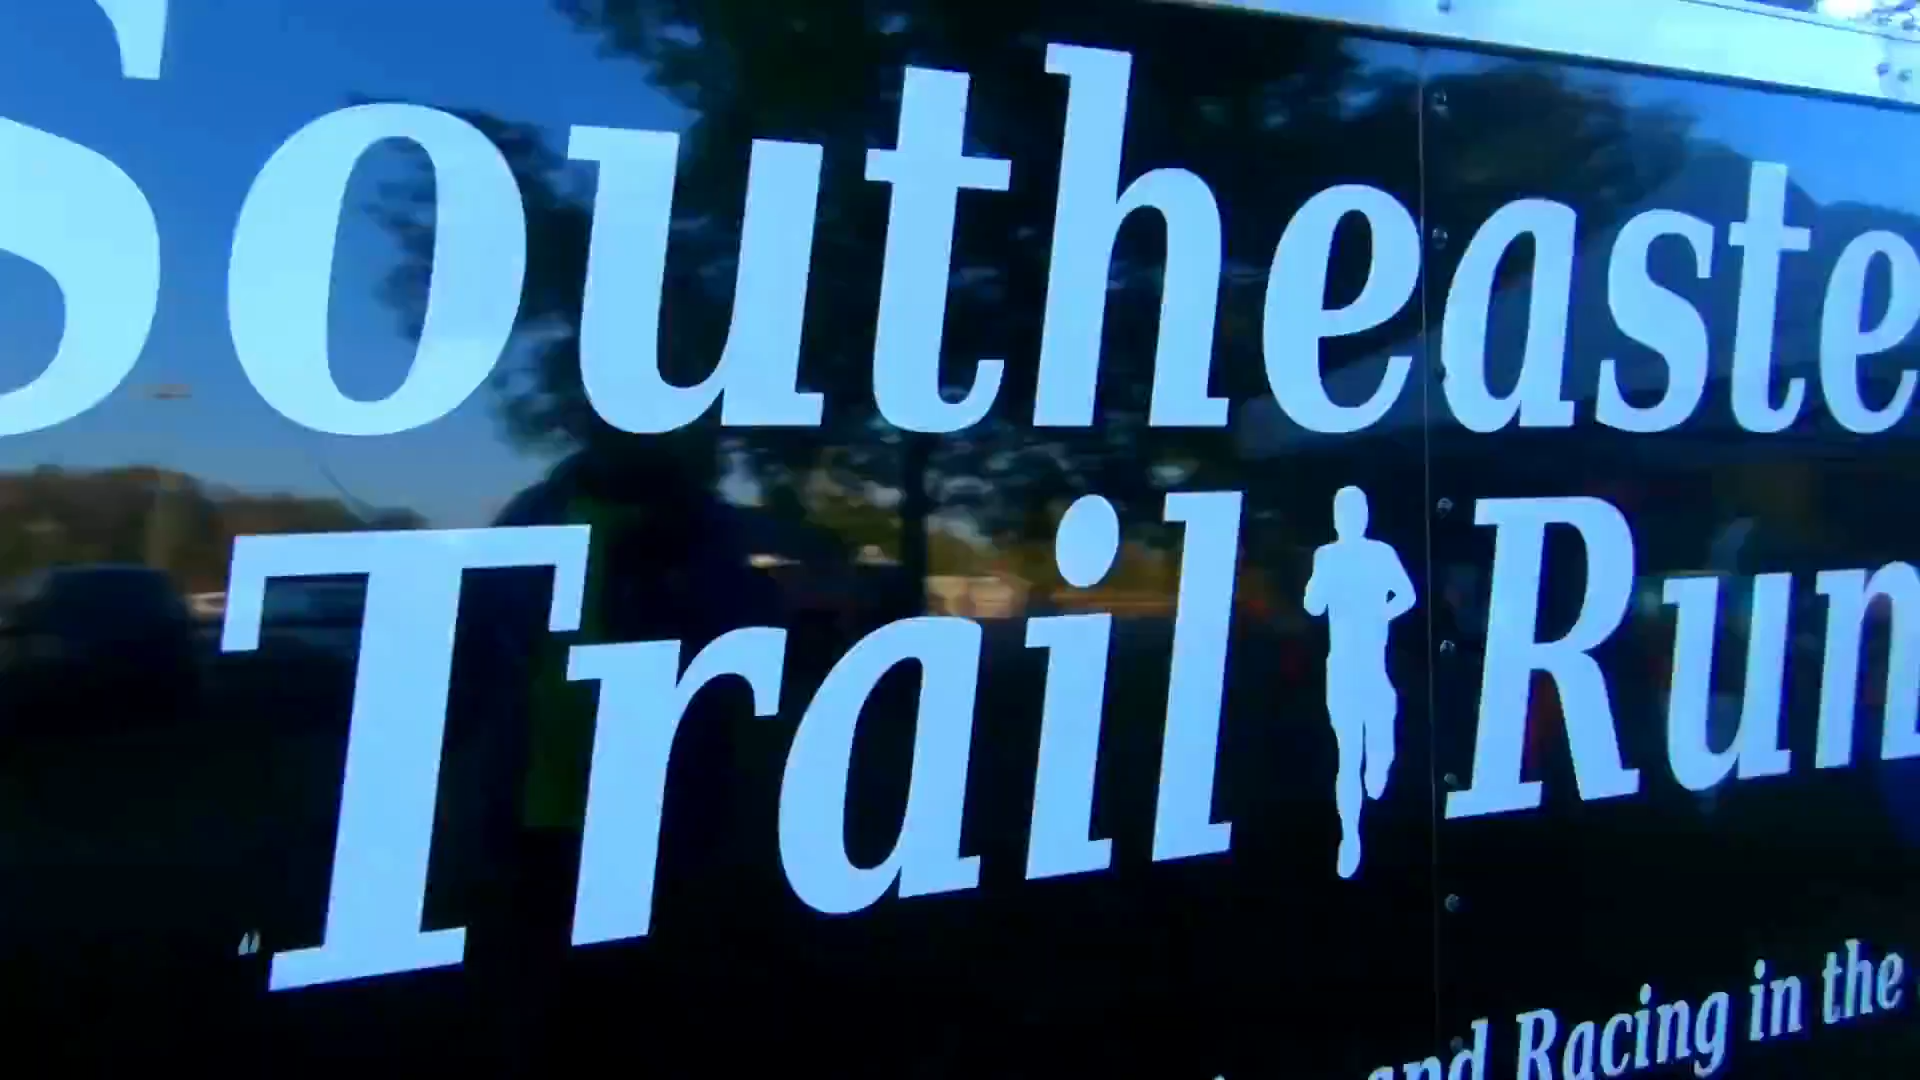 Southeaste
Trail Run
“
and Racing in the